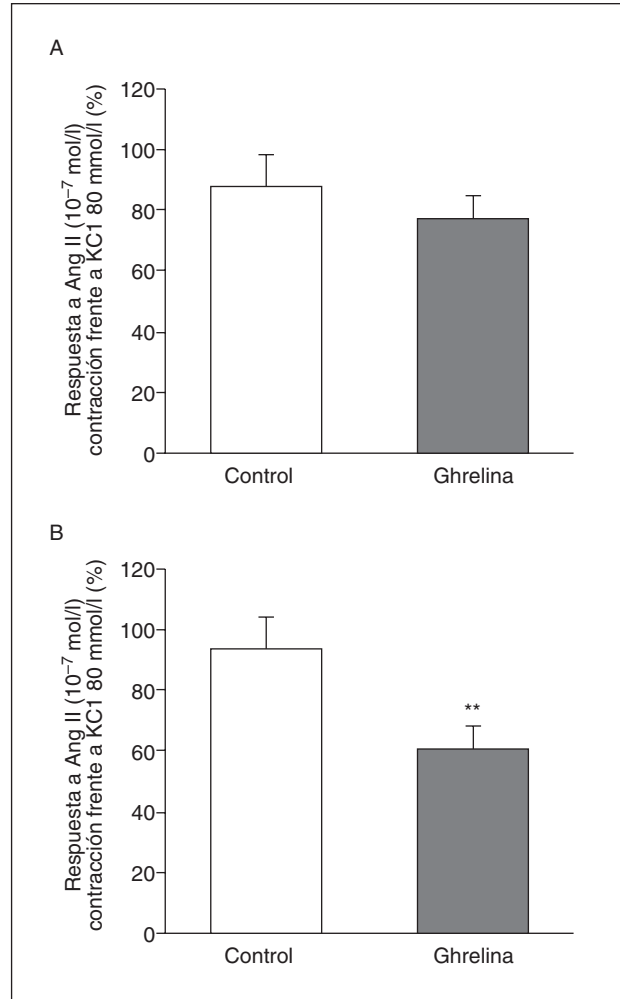 A
Respuesta a Ang II (10⁻⁷ mol/l)
contracción frente a KC1 80 mmol/l (%)
120
100
80
60
40
20
0
Control
Ghrelina
B
Respuesta a Ang II (10⁻⁷ mol/l)
contracción frente a KC1 80 mmol/l (%)
120
100
80
60
40
20
0
**
Control
Ghrelina